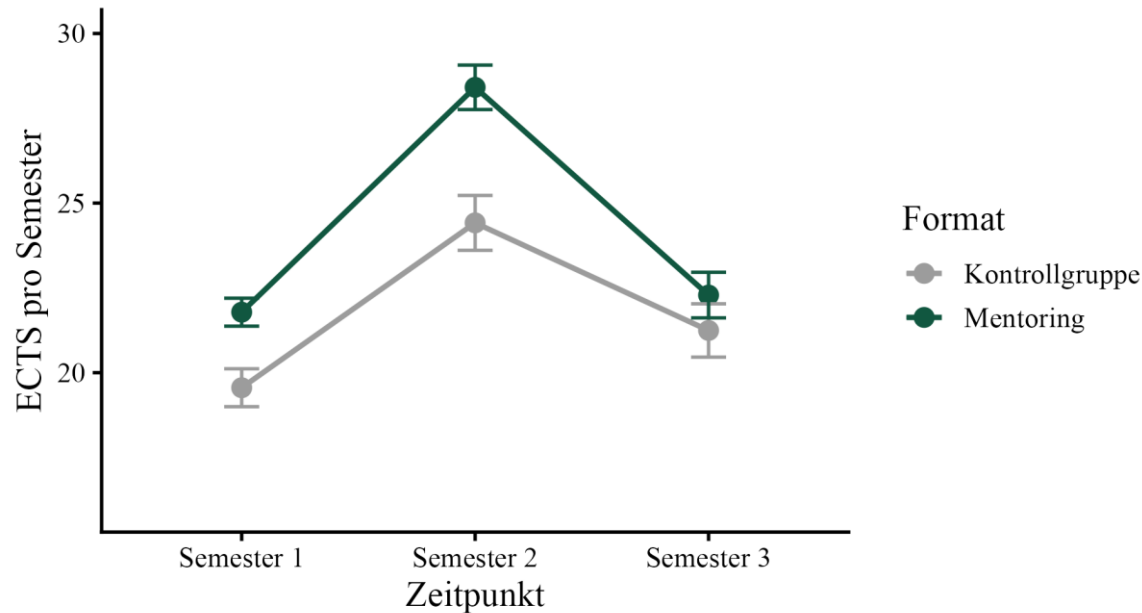 30
25
20
ECTS pro Semester
Semester 1
Semester 2
Semester 3
Zeitpunkt
Format
Kontrollgruppe
Mentoring